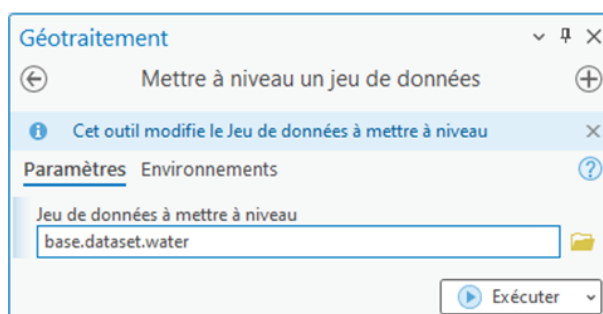 Géotraitement
Mettre à niveau un jeu de données
Cet outil modifie le Jeu de données à mettre à niveau
Paramètres Environnements
Jeu de données à mettre à niveau
base.dataset.water
Exécuter